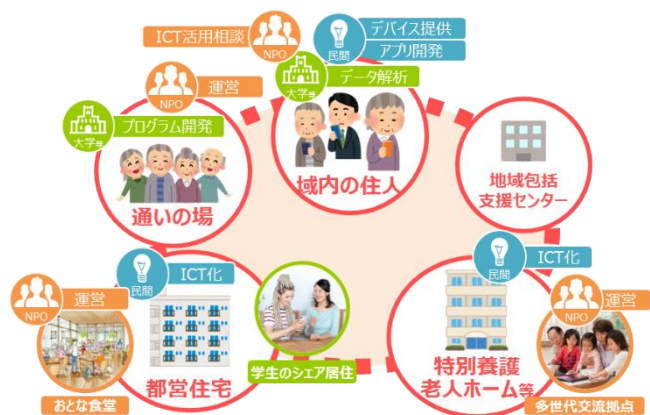 ICT活用相談
NPO
民間
デバイス提供
アプリ開発
NPO
運営
大学等
データ解析
大学等
プログラム開発
通いの場
域内の住人
地域包括
支援センター
民間
ICT化
民間
ICT化
NPO
運営
NPO
運営
おとな食堂
都営住宅
学生のシェア居住
特別養護
老人ホーム等
多世代交流拠点